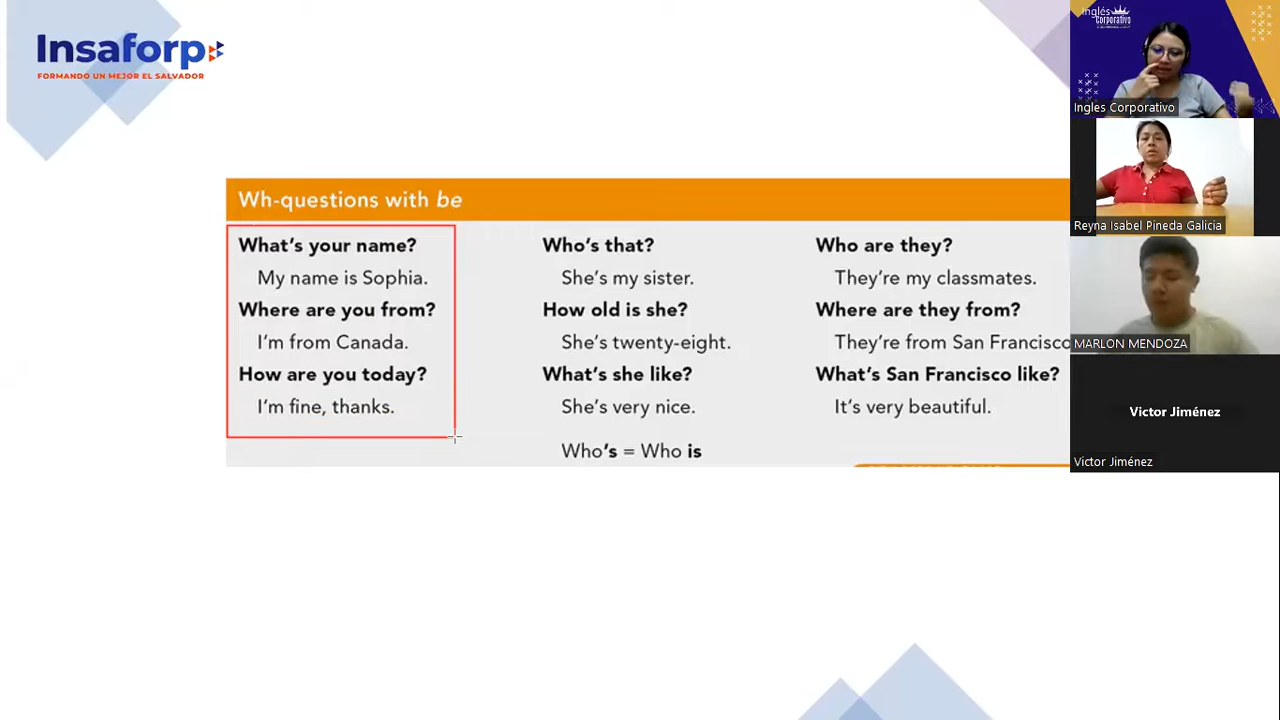 Insaforp
FORMANDO UN MEJOR EL SALVADOR
Wh-questions with be
What's your name?
My name is Sophia.
Where are you from?
I'm from Canada.
How are you today?
I'm fine, thanks.
Who's that?
She's my sister.
How old is she?
She's twenty-eight.
What's she like?
She's very nice.
Who's = Who is
Who are they?
They're my classmates.
Where are they from?
They're from San Francisco
What's San Francisco like?
It's very beautiful.
Inglés
Corporativo
Ingles Corporativo
Reyna Isabel Pineda Galicia
MARLON MENDOZA
Victor Jiménez
Victor Jiménez